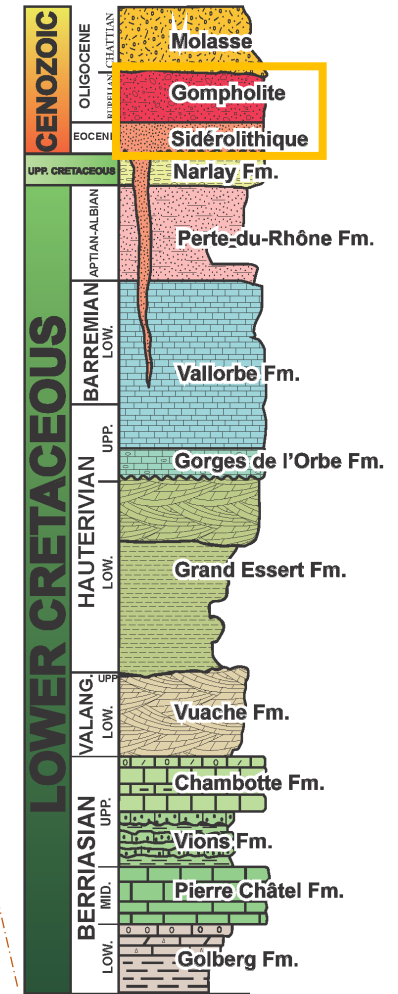 CENOZOIC
OLIGOCENE
CHATTIAN
Molasse
RUPELIAN
Gompholite
EOCENE
Sidérolithique
UPP. CRETACEOUS
Narlay Fm.
LOWER CRETACEOUS
APTIAN-ALBIAN
Perte-du-Rhône Fm.
BARREMIAN
LOW.
Vallorbe Fm.
HAUTERIVIAN
UPP.
Gorges de l'Orbe Fm.
LOW.
Grand Essert Fm.
VALANG.
UPP
LOW.
Vuache Fm.
BERRIASIAN
UPP.
Chambotte Fm.
Vions Fm.
MID.
Pierre Châtel Fm.
LOW.
Golberg Fm.